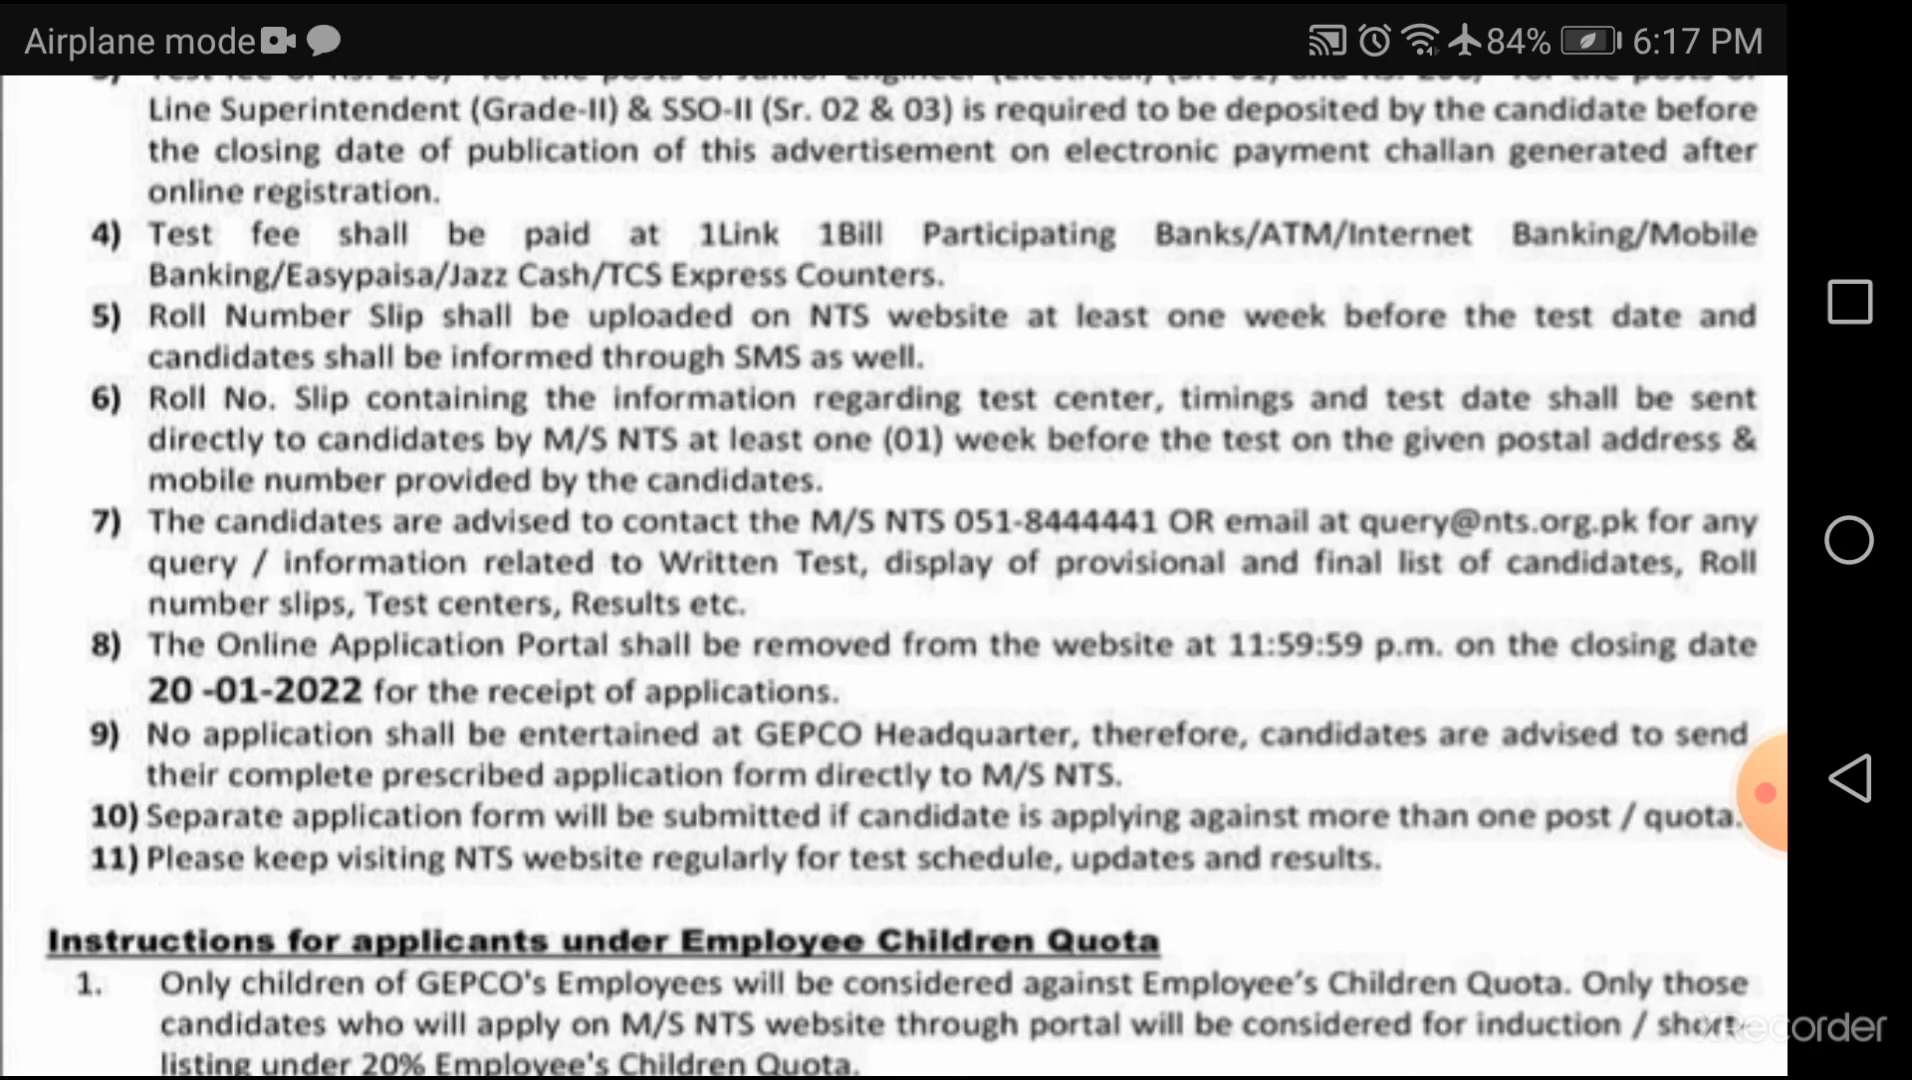 Airplane mode 84% 6:17 PM
Line Superintendent (Grade-II) & SSO-II (Sr. 02 & 03) is required to be deposited by the candidate before
the closing date of publication of this advertisement on electronic payment challan generated after
online registration.
4) Test fee shall be paid at 1Link 1Bill Participating Banks/ATM/Internet Banking/Mobile
Banking/Easypaisa/Jazz Cash/TCS Express Counters.
5) Roll Number Slip shall be uploaded on NTS website at least one week before the test date and
candidates shall be informed through SMS as well.
6) Roll No. Slip containing the information regarding test center, timings and test date shall be sent
directly to candidates by M/S NTS at least one (01) week before the test on the given postal address &
mobile number provided by the candidates.
7) The candidates are advised to contact the M/S NTS 051-8444441 OR email at query@nts.org.pk for any
query / information related to Written Test, display of provisional and final list of candidates, Roll
number slips, Test centers, Results etc.
8) The Online Application Portal shall be removed from the website at 11:59:59 p.m. on the closing date
20 -01-2022 for the receipt of applications.
9) No application shall be entertained at GEPCO Headquarter, therefore, candidates are advised to send
their complete prescribed application form directly to M/S NTS.
10) Separate application form will be submitted if candidate is applying against more than one post / quota.
11) Please keep visiting NTS website regularly for test schedule, updates and results.
Instructions for applicants under Employee Children Quota
1. Only children of GEPCO's Employees will be considered against Employee's Children Quota. Only those
candidates who will apply on M/S NTS website through portal will be considered for induction / short-
XRecorder
listing under 20% Employee's Children Quota.